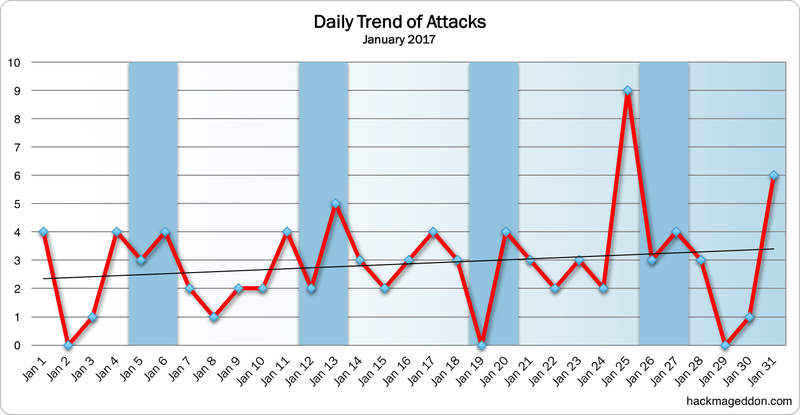 Daily Trend of Attacks
January 2017
10
9
8
7
6
5
4
3
2
1
0
Jan 1
Jan 2
Jan 3
Jan 4
Jan 5
Jan 6
Jan 7
Jan 8
Jan 9
Jan 10
Jan 11
Jan 12
Jan 13
Jan 14
Jan 15
Jan 16
Jan 17
Jan 18
Jan 19
Jan 20
Jan 21
Jan 22
Jan 23
Jan 24
Jan 25
Jan 26
Jan 27
Jan 28
Jan 29
Jan 30
Jan 31
hackmageddon.com